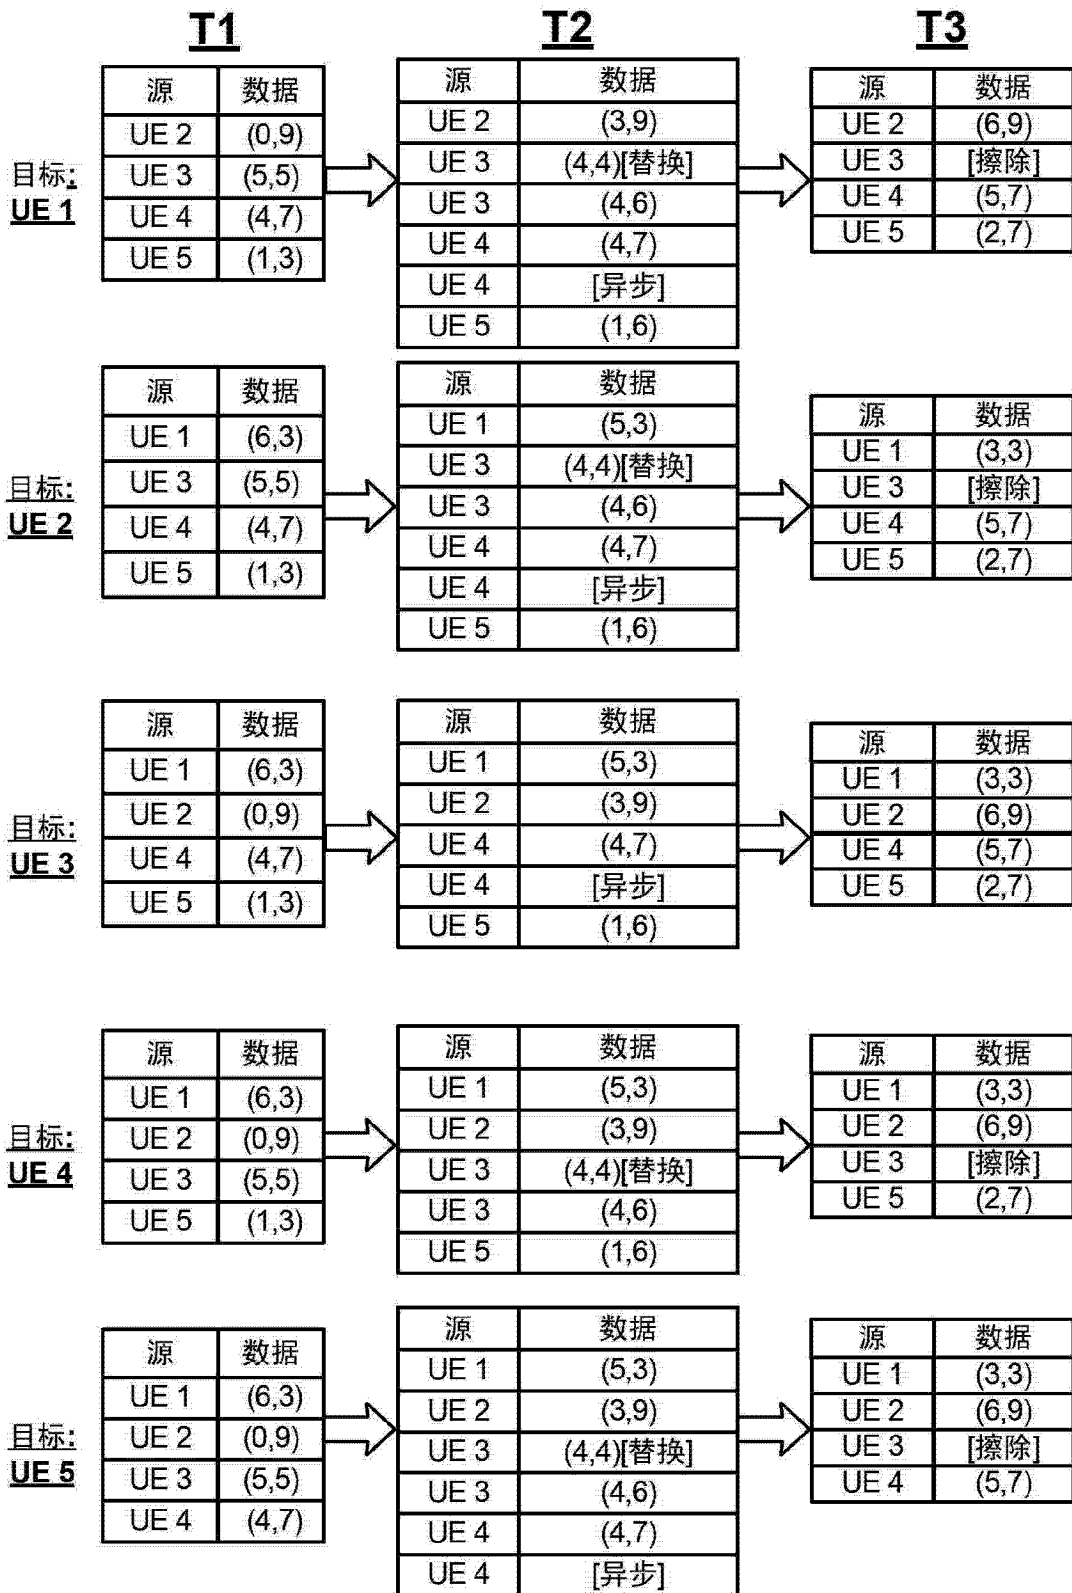 T1 T2 T3
目标:
UE 1
源 数据
UE 2 (0,9)
UE 3 (5,5)
UE 4 (4,7)
UE 5 (1,3)
源 数据
UE 2 (3,9)
UE 3 (4,4)[替换]
UE 3 (4,6)
UE 4 (4,7)
UE 4 [异步]
UE 5 (1,6)
源 数据
UE 2 (6,9)
UE 3 [擦除]
UE 4 (5,7)
UE 5 (2,7)
目标:
UE 2
源 数据
UE 1 (6,3)
UE 3 (5,5)
UE 4 (4,7)
UE 5 (1,3)
源 数据
UE 1 (5,3)
UE 3 (4,4)[替换]
UE 3 (4,6)
UE 4 (4,7)
UE 4 [异步]
UE 5 (1,6)
源 数据
UE 1 (3,3)
UE 3 [擦除]
UE 4 (5,7)
UE 5 (2,7)
目标:
UE 3
源 数据
UE 1 (6,3)
UE 2 (0,9)
UE 4 (4,7)
UE 5 (1,3)
源 数据
UE 1 (5,3)
UE 2 (3,9)
UE 4 (4,7)
UE 4 [异步]
UE 5 (1,6)
源 数据
UE 1 (3,3)
UE 2 (6,9)
UE 4 (5,7)
UE 5 (2,7)
目标:
UE 4
源 数据
UE 1 (6,3)
UE 2 (0,9)
UE 3 (5,5)
UE 5 (1,3)
源 数据
UE 1 (5,3)
UE 2 (3,9)
UE 3 (4,4)[替换]
UE 3 (4,6)
UE 5 (1,6)
源 数据
UE 1 (3,3)
UE 2 (6,9)
UE 3 [擦除]
UE 5 (2,7)
目标:
UE 5
源 数据
UE 1 (6,3)
UE 2 (0,9)
UE 3 (5,5)
UE 4 (4,7)
源 数据
UE 1 (5,3)
UE 2 (3,9)
UE 3 (4,4)[替换]
UE 3 (4,6)
UE 4 (4,7)
UE 4 [异步]
源 数据
UE 1 (3,3)
UE 2 (6,9)
UE 3 [擦除]
UE 4 (5,7)